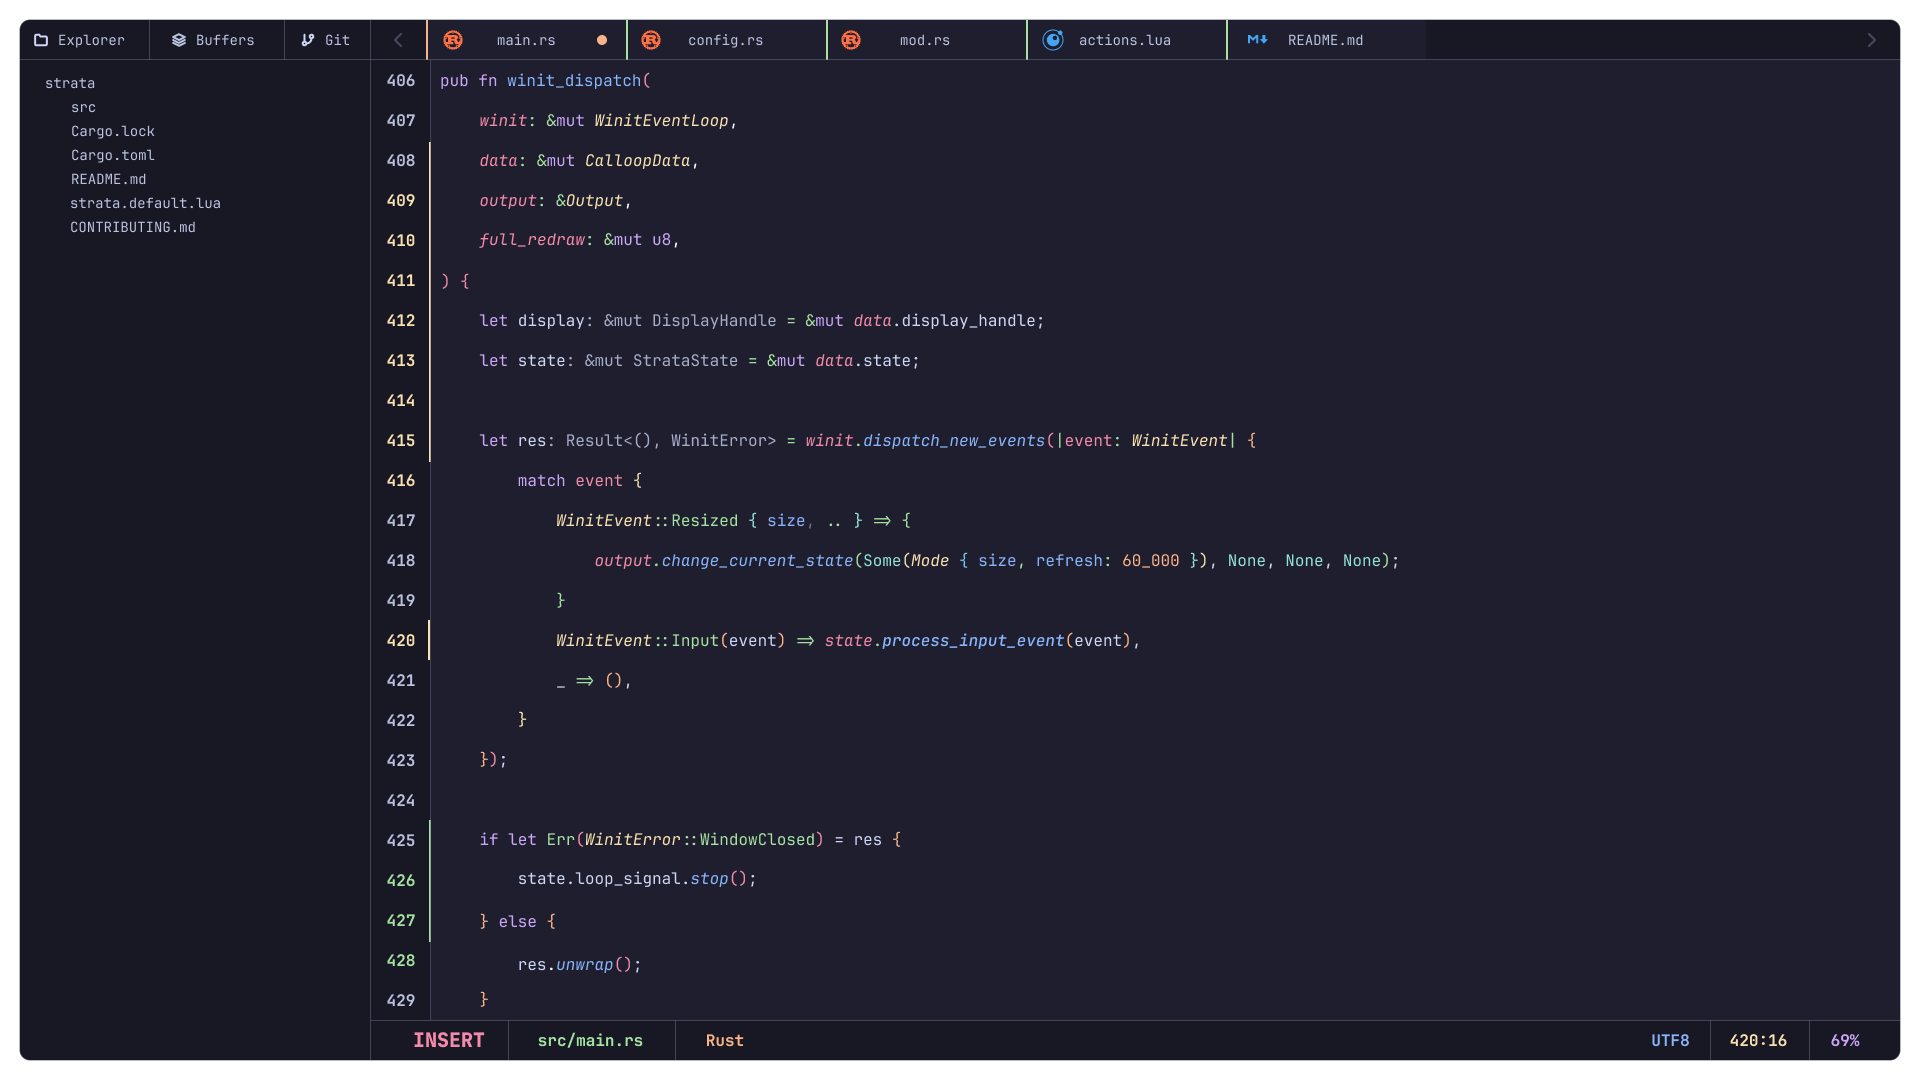 Explorer Buffers Git main.rs config.rs mod.rs actions.lua README.md
strata
src
Cargo.lock
Cargo.toml
README.md
strata.default.lua
CONTRIBUTING.md
406 pub fn winit_dispatch(
407 winit: &mut WinitEventLoop,
408 data: &mut CalloopData,
409 output: &Output,
410 full_redraw: &mut u8,
411 ) {
412 let display: &mut DisplayHandle = &mut data.display_handle;
413 let state: &mut StrataState = &mut data.state;
414
415 let res: Result<(), WinitError> = winit.dispatch_new_events(|event: WinitEvent| {
416 match event {
417 WinitEvent::Resized { size, .. } => {
418 output.change_current_state(Some(Mode { size, refresh: 60_000 }), None, None, None);
419 }
420 WinitEvent::Input(event) => state.process_input_event(event),
421 _ => (),
422 }
423 });
424
425 if let Err(WinitError::WindowClosed) = res {
426 state.loop_signal.stop();
427 } else {
428 res.unwrap();
429 }
INSERT src/main.rs Rust UTF8 420:16 69%